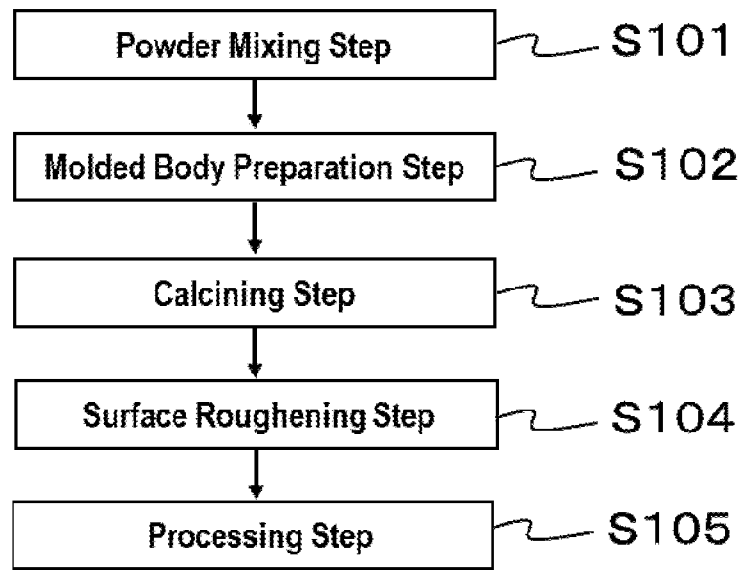 Powder Mixing Step S101
Molded Body Preparation Step S102
Calcining Step S103
Surface Roughening Step S104
Processing Step S105